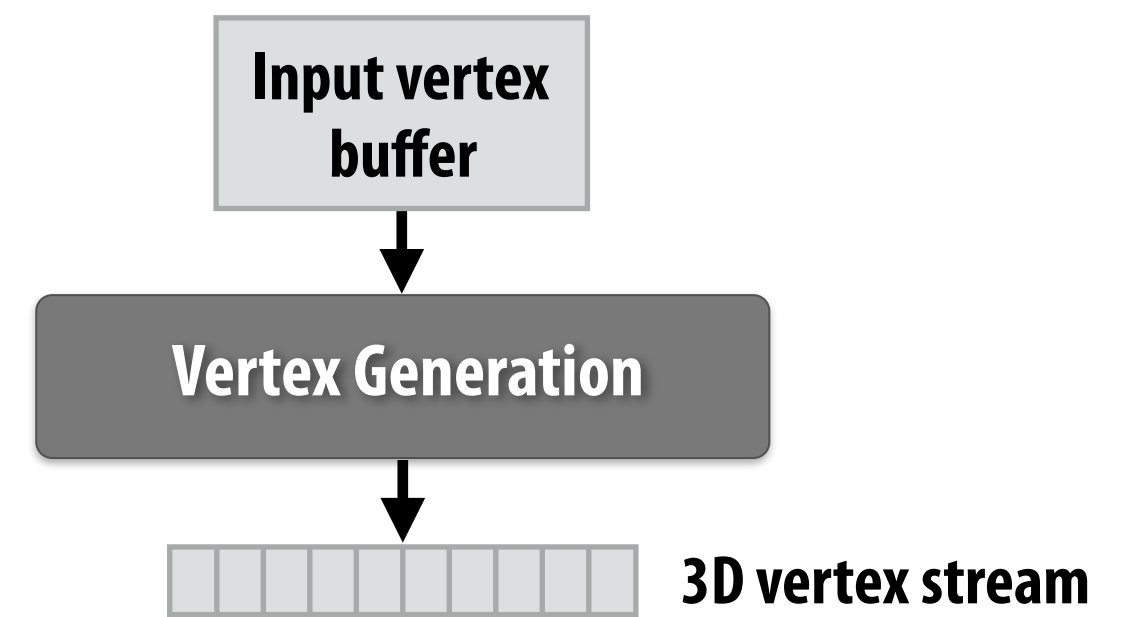 Input vertex
buffer
Vertex Generation
3D vertex stream